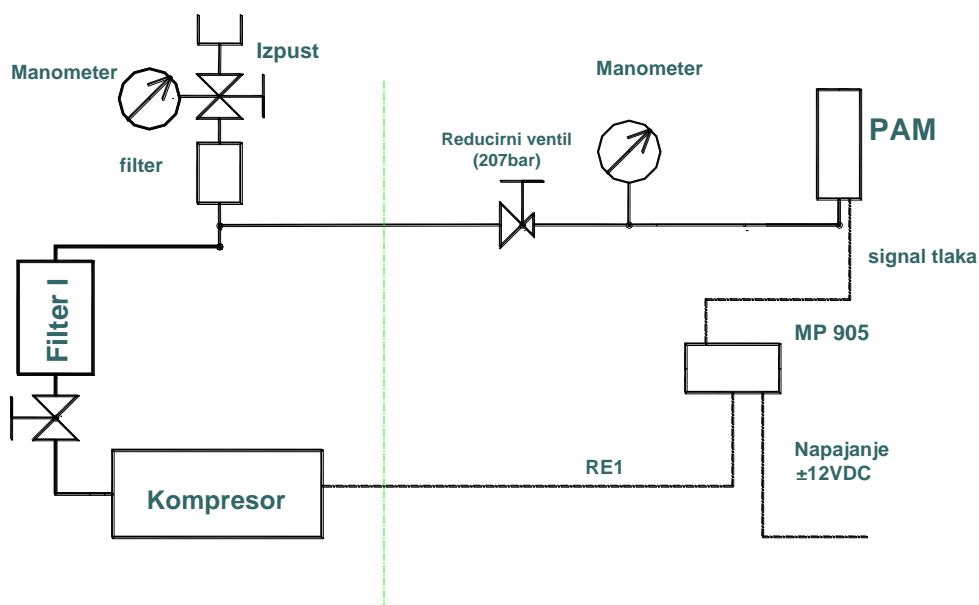 Izpust
Manometer
Manometer
PAM
Reducirni ventil
(207bar)
filter
signal tlaka
Filter I
MP 905
Napajanje
±12VDC
RE1
Kompresor